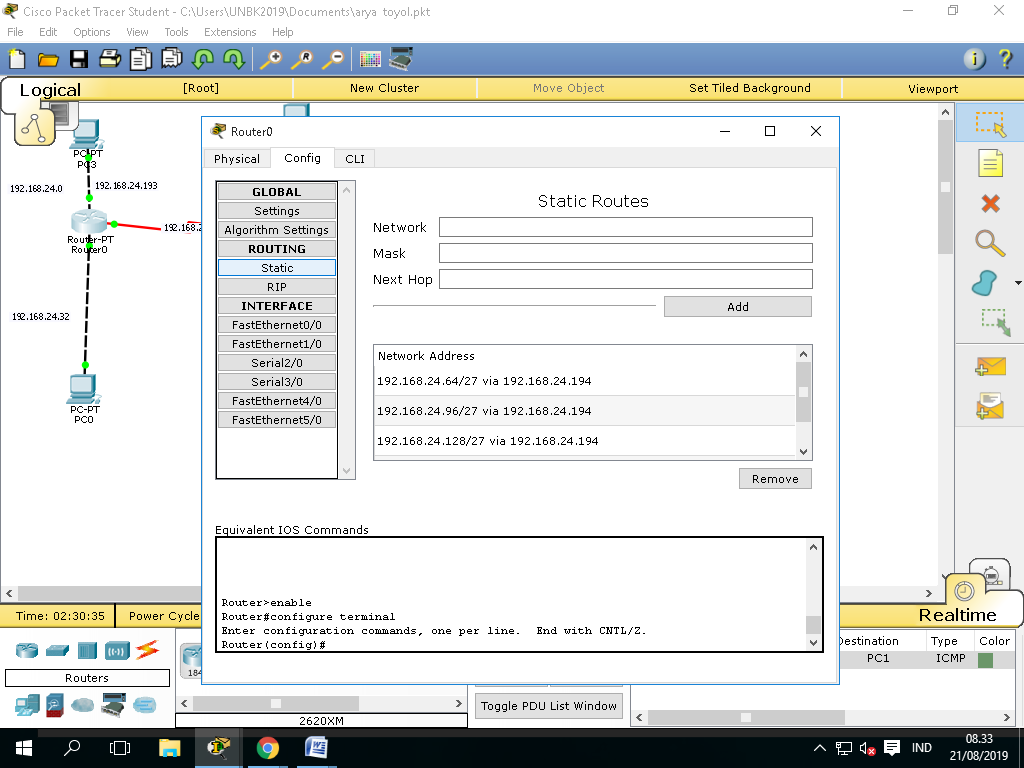 Cisco Packet Tracer Student - C:\Users\UNBK2019\Documents\arya toyol.pkt
File Edit Options View Tools Extensions Help
Logical [Root] New Cluster Move Object Set Tiled Background Viewport
PC-PT
PC3
192.168.24.0
192.168.24.193
192.168.2
Router-PT
Router0
192.168.24.32
PC-PT
PC0
Router0
Physical Config CLI
GLOBAL
Settings
Algorithm Settings
ROUTING
Static
RIP
INTERFACE
FastEthernet0/0
FastEthernet1/0
Serial2/0
Serial3/0
FastEthernet4/0
FastEthernet5/0
Static Routes
Network
Mask
Next Hop
Add
Network Address
192.168.24.64/27 via 192.168.24.194
192.168.24.96/27 via 192.168.24.194
192.168.24.128/27 via 192.168.24.194
Remove
Equivalent IOS Commands
Router>enable
Router#configure terminal
Enter configuration commands, one per line. End with CNTL/Z.
Router(config)#
Time: 02:30:35 Power Cycle
Realtime
Routers
184
2620XM
Toggle PDU List Window
Destination Type Color
PC1 ICMP
IND
08.33
21/08/2019